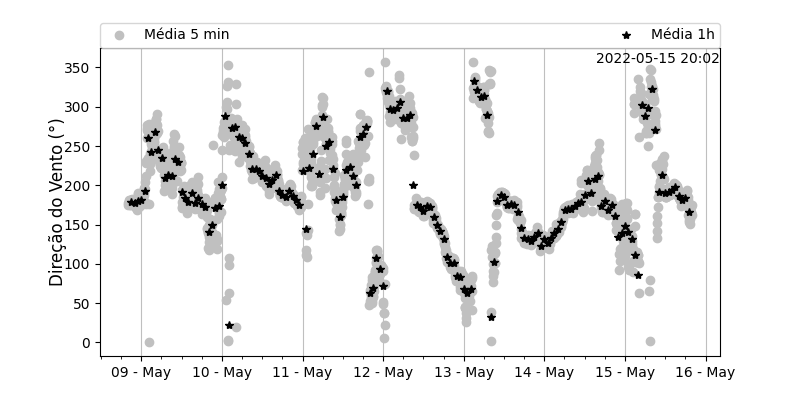 Média 5 min
Média 1h
2022-05-15 20:02
Direção do Vento (°)
350
300
250
200
150
100
50
0
09 - May
10 - May
11 - May
12 - May
13 - May
14 - May
15 - May
16 - May